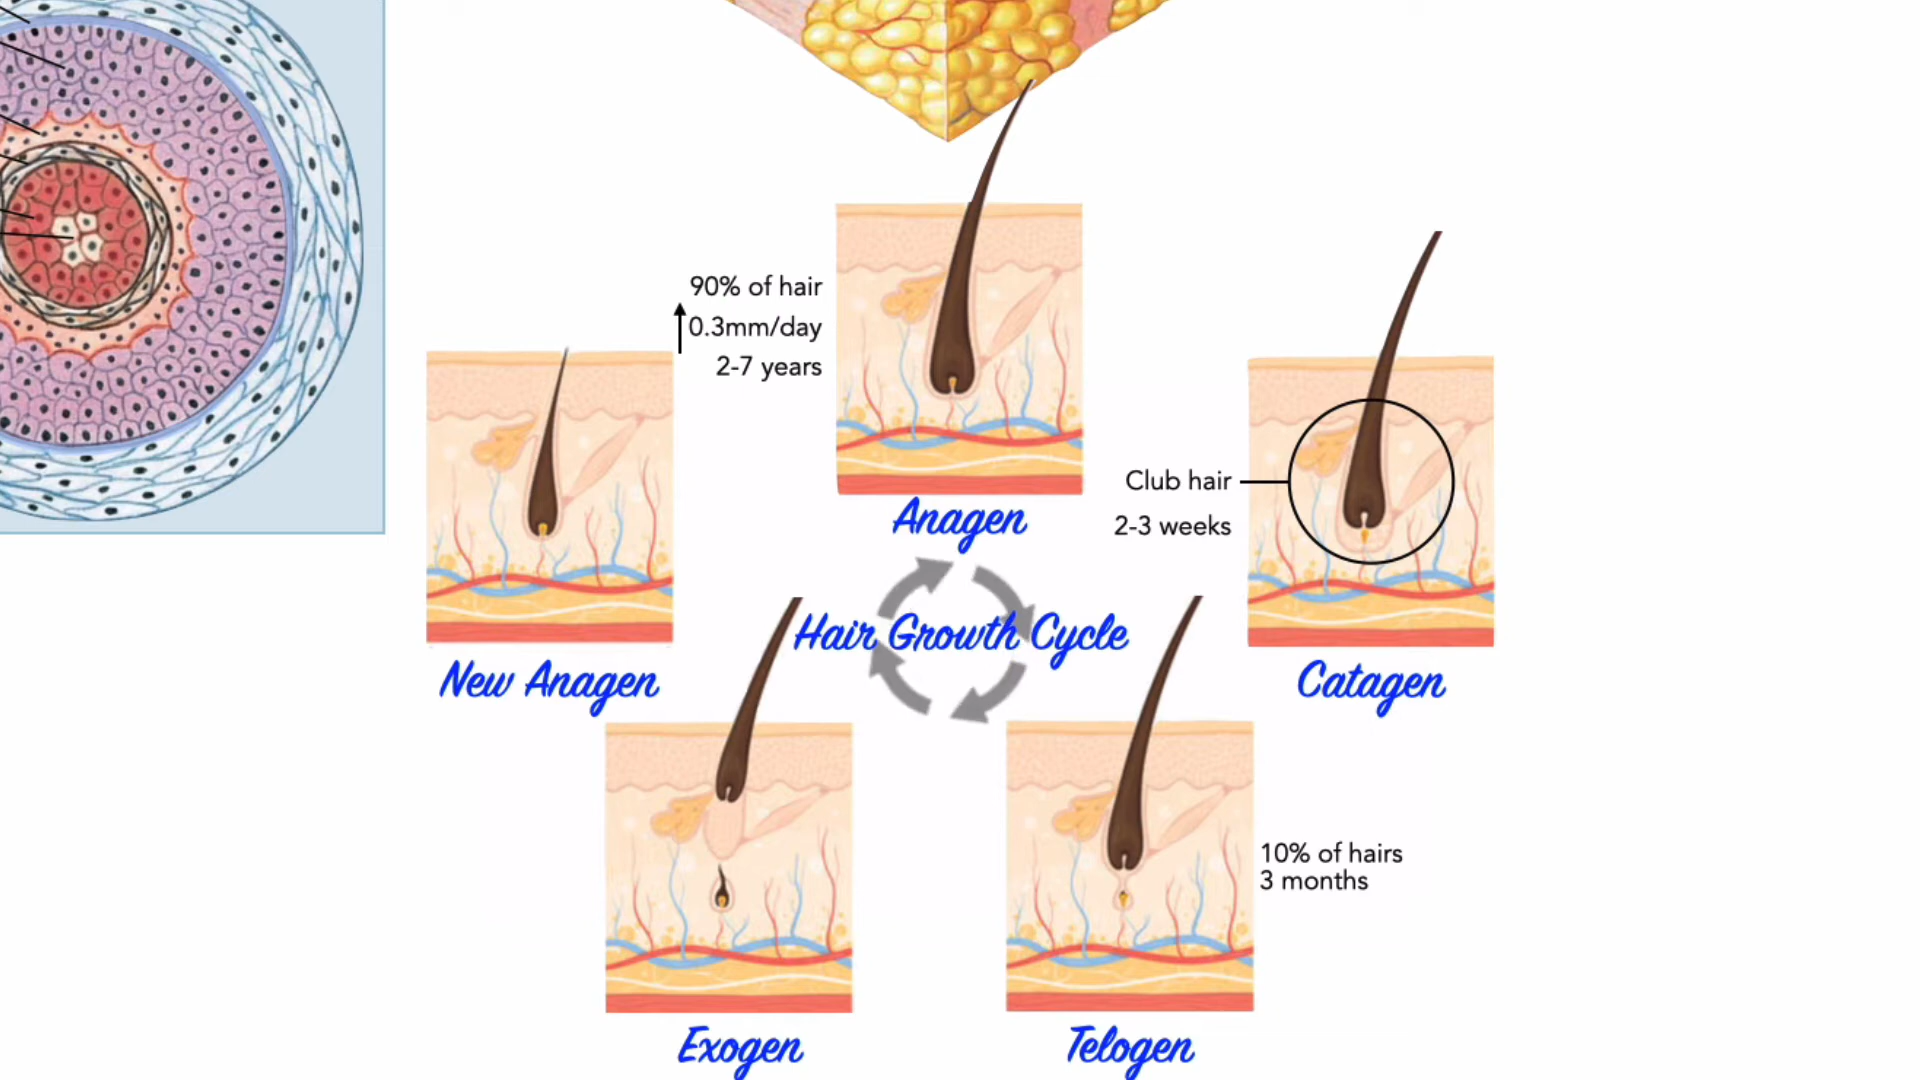 90% of hair
0.3mm/day
2-7 years
Anagen
Club hair
2-3 weeks
Catagen
Hair Growth Cycle
New Anagen
10% of hairs
3 months
Exogen
Telogen